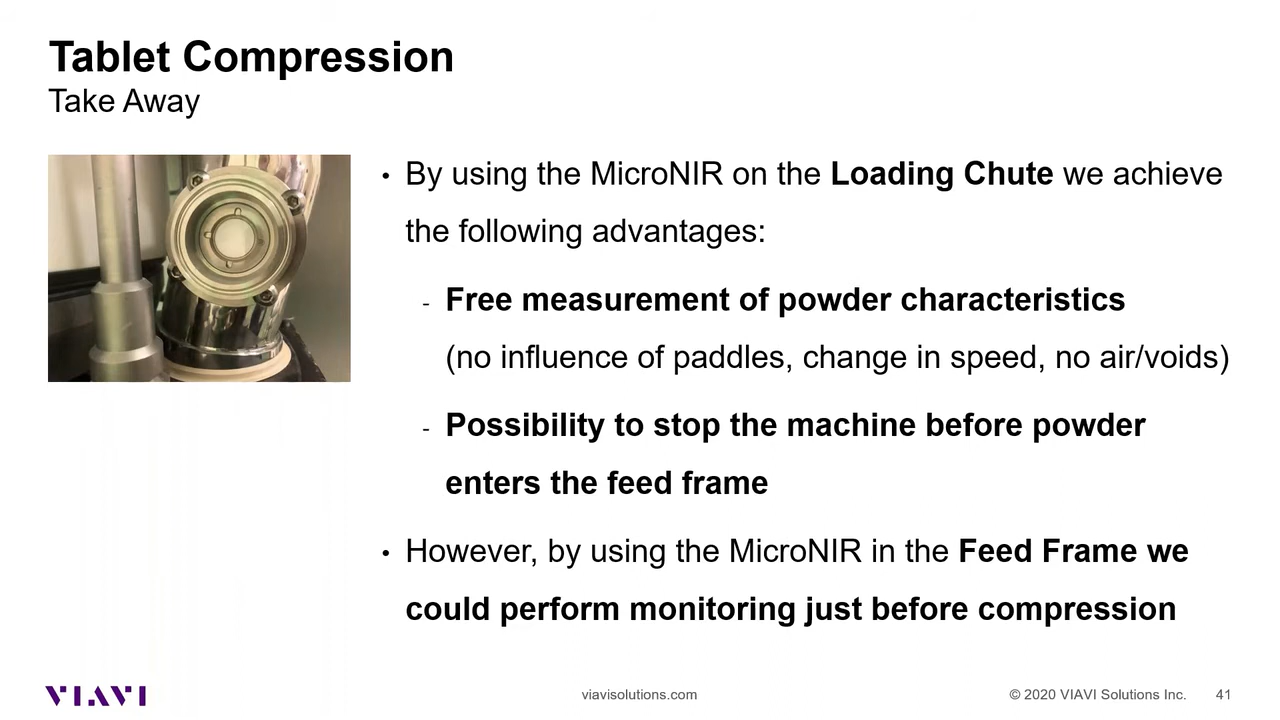 Tablet Compression
Take Away
• By using the MicroNIR on the Loading Chute we achieve
the following advantages:
- Free measurement of powder characteristics
(no influence of paddles, change in speed, no air/voids)
- Possibility to stop the machine before powder
enters the feed frame
• However, by using the MicroNIR in the Feed Frame we
could perform monitoring just before compression
VIAVI
viavisolutions.com
© 2020 VIAVI Solutions Inc.
41